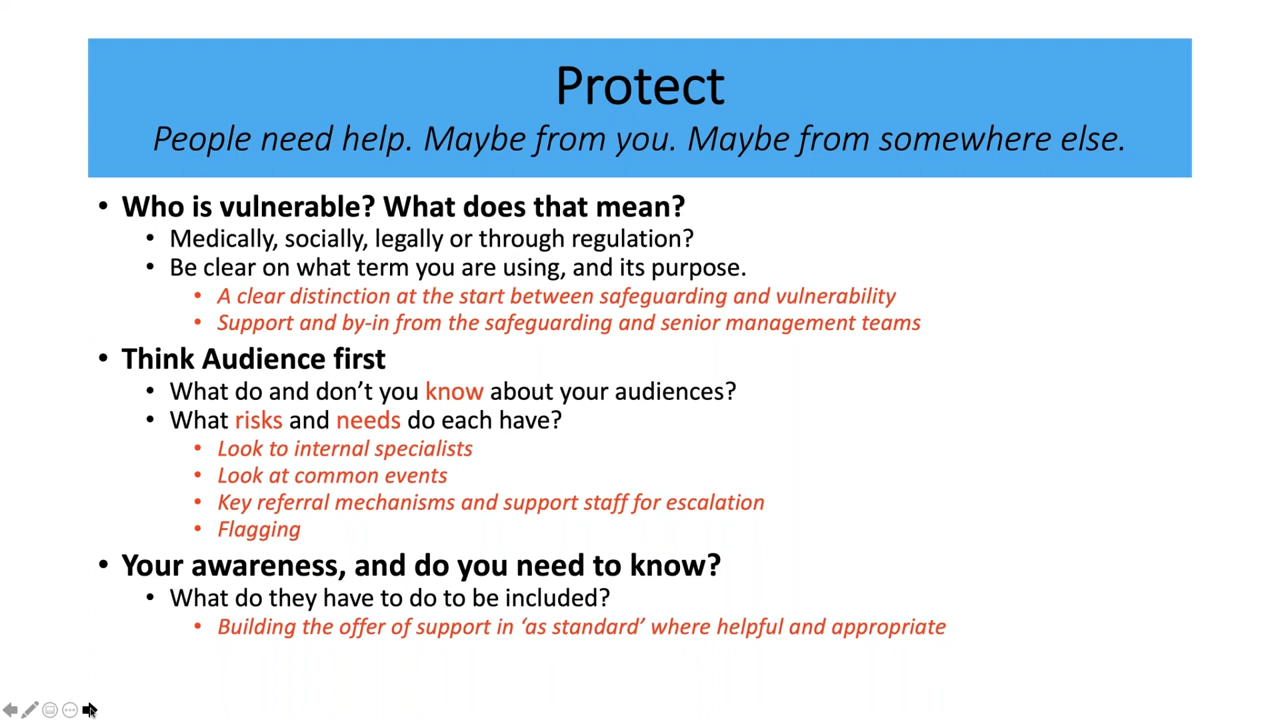 Protect
People need help. Maybe from you. Maybe from somewhere else.
• Who is vulnerable? What does that mean?
• Medically, socially, legally or through regulation?
• Be clear on what term you are using, and its purpose.
• A clear distinction at the start between safeguarding and vulnerability
• Support and by-in from the safeguarding and senior management teams
• Think Audience first
• What do and don’t you know about your audiences?
• What risks and needs do each have?
• Look to internal specialists
• Look at common events
• Key referral mechanisms and support staff for escalation
• Flagging
• Your awareness, and do you need to know?
• What do they have to do to be included?
• Building the offer of support in ‘as standard’ where helpful and appropriate